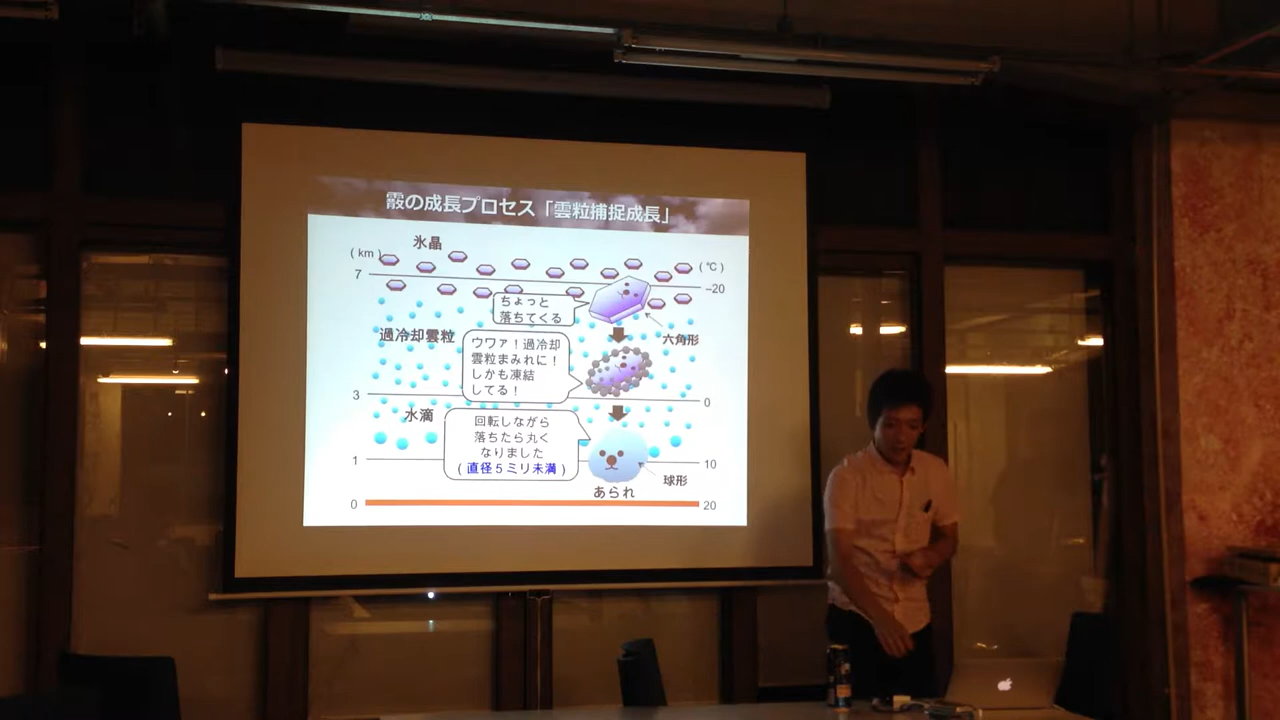 霰の成長プロセス「雲粒捕捉成長」
氷晶
( km )
(℃)
7
−20
ちょっと
落ちてくる
過冷却雲粒
六角形
ウワァ！過冷却
雲粒まみれに！
しかも凍結
してる！
3
0
水滴
回転しながら
落ちたら丸く
なりました
( 直径５ミリ未満 )
1
10
球形
あられ
0
20